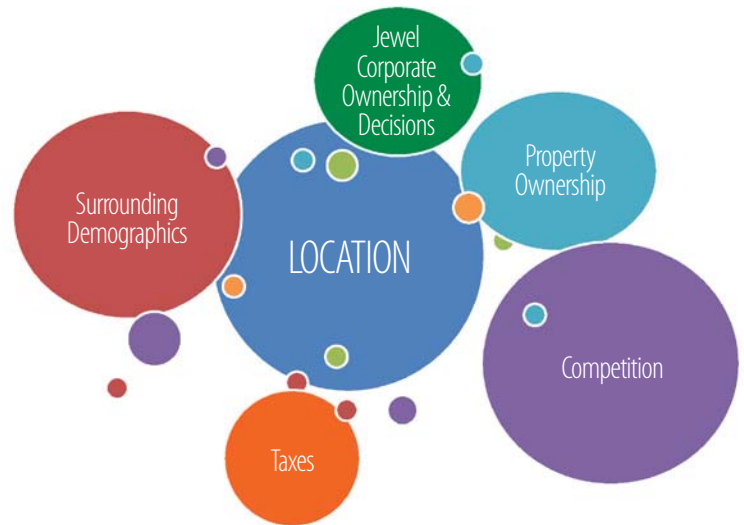 Jewel
Corporate
Ownership &
Decisions
Property
Ownership
Surrounding
Demographics
LOCATION
Competition
Taxes